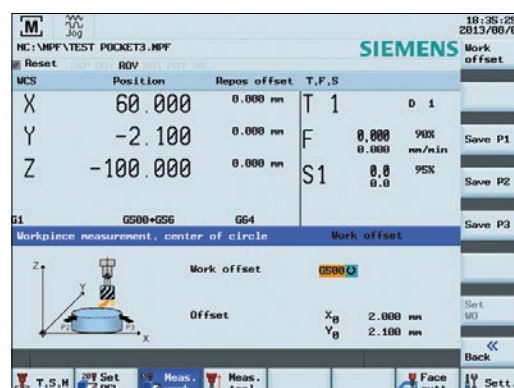 M Jog 18:35:29
2013/08/0
NC:\MPF\TEST POCKET3.MPF SIEMENS Work offset
Reset ROV
WCS Position Repos offset T,F,S
X 60.000 0.000 mm T 1 D 1
Y -2.100 0.000 mm F 0,000 90% Save P1
0.000 mm/min
Z -100.000 0.000 mm S1 0,0 95% Save P2
0.0
G1 G500+G56 G64 Save P3
Workpiece measurement, center of circle Work offset
Z Work offset G500
Y
P2 P3 Offset X0 2.000 mm Set WO
X Y0 2.100 mm
Back
T,S,M Set Meas. Meas. Face Sett